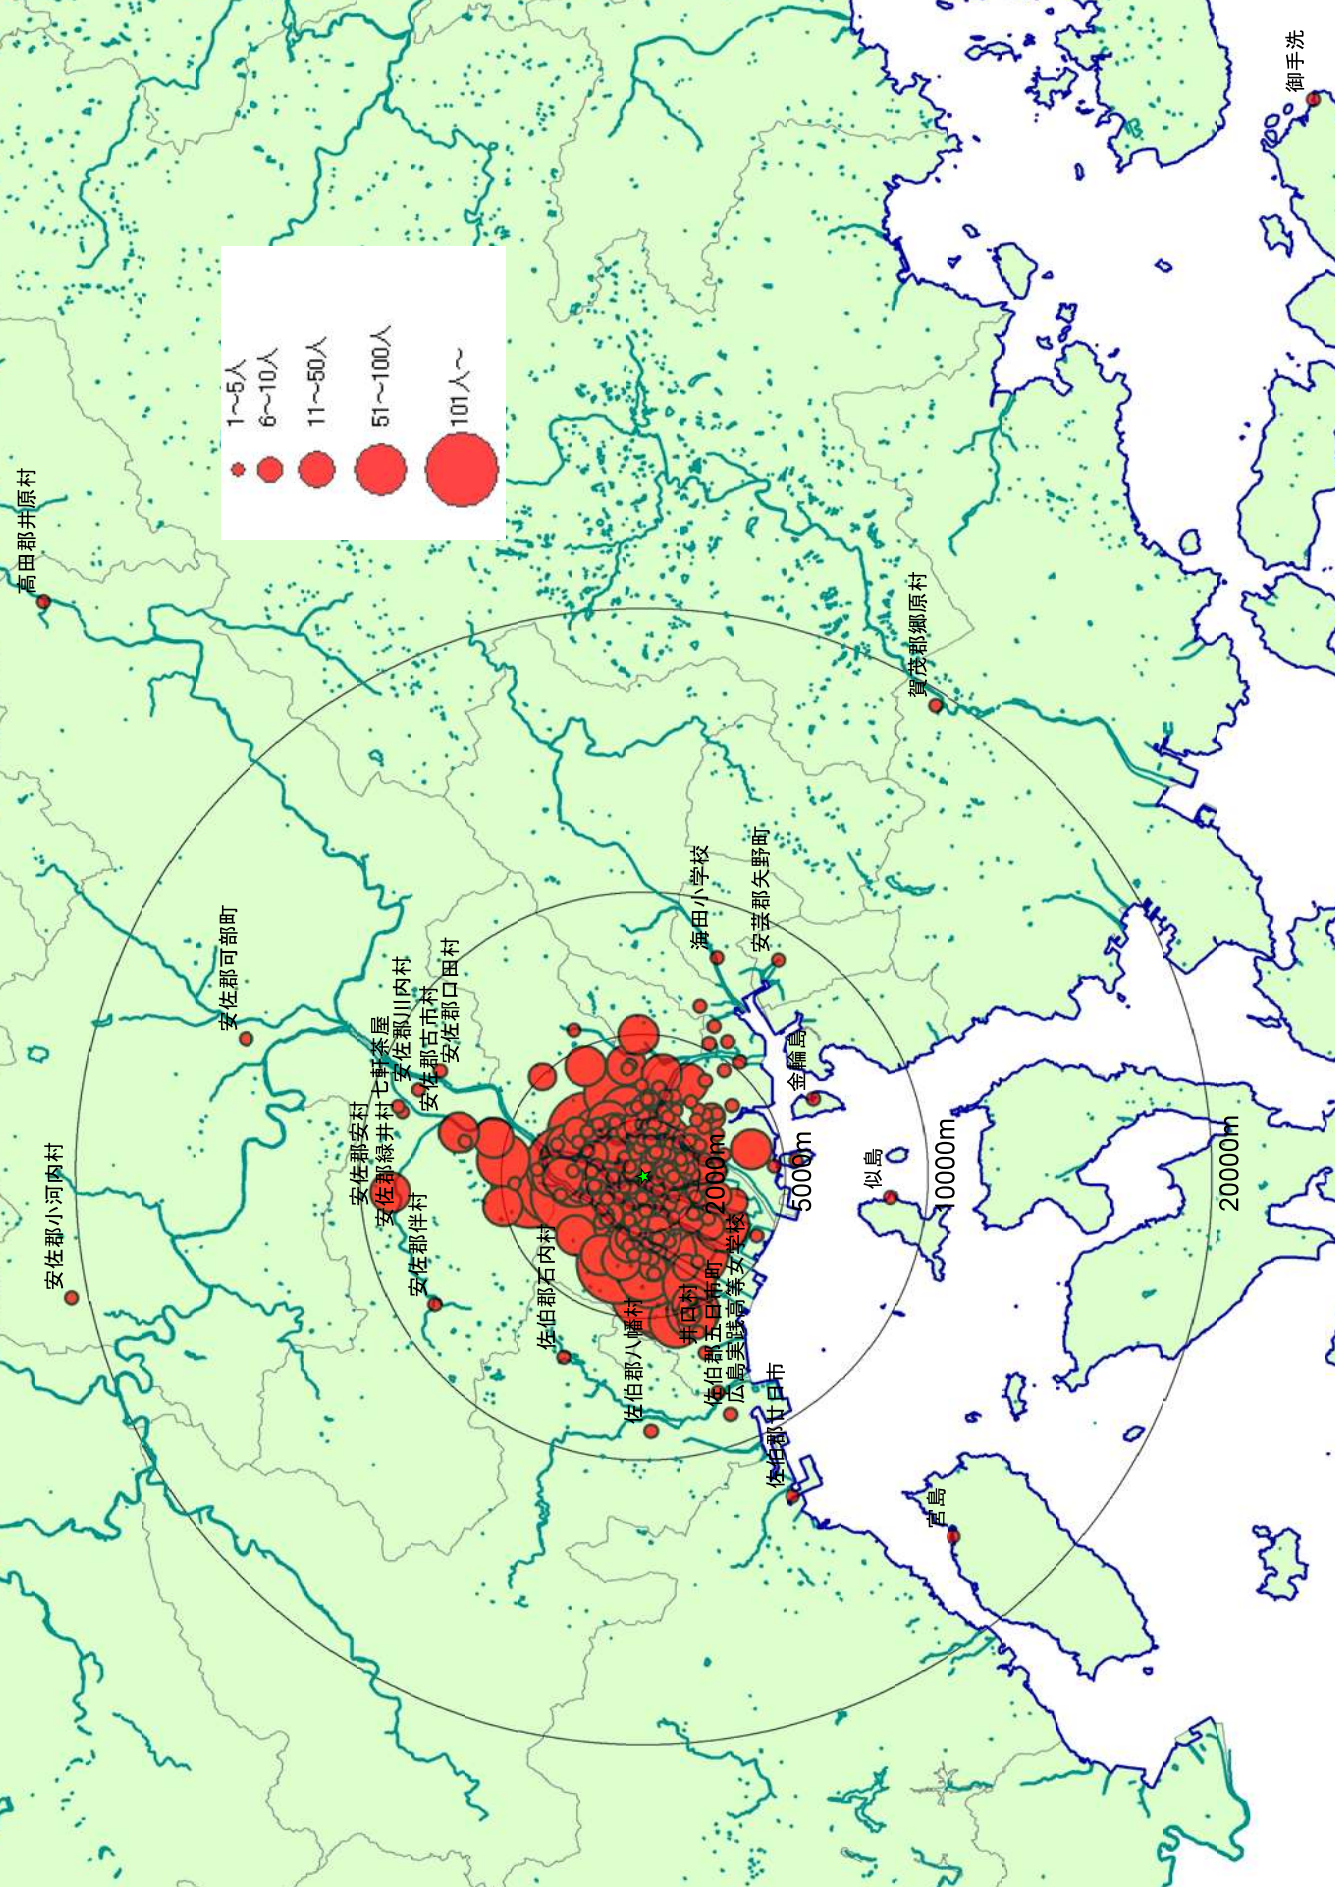 高田郡井原村
安佐郡小河内村
1～5人
6～10人
11～50人
51～100人
101人～
安佐郡可部町
安佐郡安村
安佐郡緑井村
七軒茶屋
安佐郡川内村
安佐郡古市村
安佐郡口田村
安佐郡伴村
佐伯郡石内村
佐伯郡八幡村
井口村
佐伯郡五日市町
広島実践高等女学校
佐伯郡廿日市
宮島
海田小学校
安芸郡矢野町
金輪島
似島
賀茂郡郷原村
御手洗
2000m
5000m
10000m
20000m